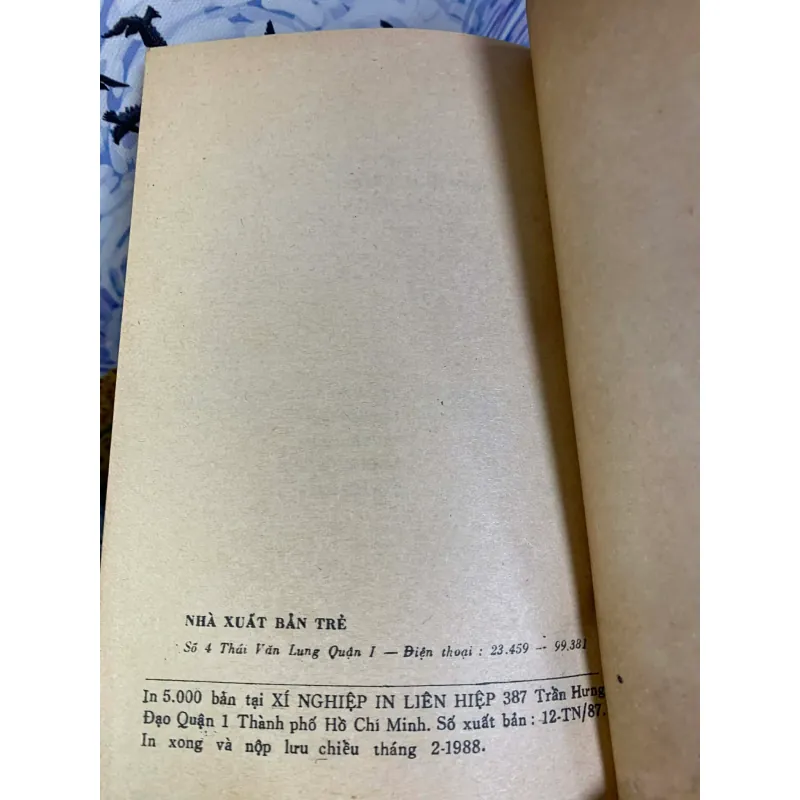 NHÀ XUẤT BẢN TRẺ
Số 4 Thái Văn Lung Quận I — Điện thoại : 23.459 — 99.381
In 5.000 bản tại XÍ NGHIỆP IN LIÊN HIỆP 387 Trần Hưng
Đạo Quận 1 Thành phố Hồ Chí Minh. Số xuất bản : 12-TN/87.
In xong và nộp lưu chiều tháng 2-1988.